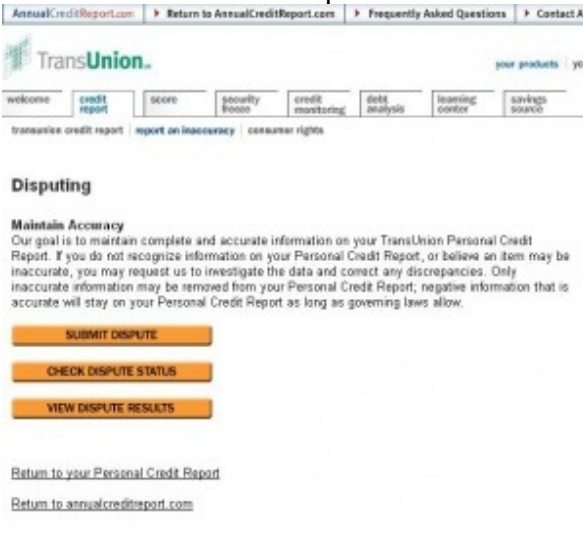 AnnualCreditReport.com Return to AnnualCreditReport.com Frequently Asked Questions Contact A
TransUnion.
your products yo
welcome credit report score security freeze credit monitoring debt analysis learning center savings source
transunion credit report report an inaccuracy consumer rights
Disputing
Maintain Accuracy
Our goal is to maintain complete and accurate information on your TransUnion Personal Credit
Report. If you do not recognize information on your Personal Credit Report, or believe an item may be
inaccurate, you may request us to investigate the data and correct any discrepancies. Only
inaccurate information may be removed from your Personal Credit Report; negative information that is
accurate will stay on your Personal Credit Report as long as governing laws allow.
SUBMIT DISPUTE
CHECK DISPUTE STATUS
VIEW DISPUTE RESULTS
Return to your Personal Credit Report
Return to annualcreditreport.com